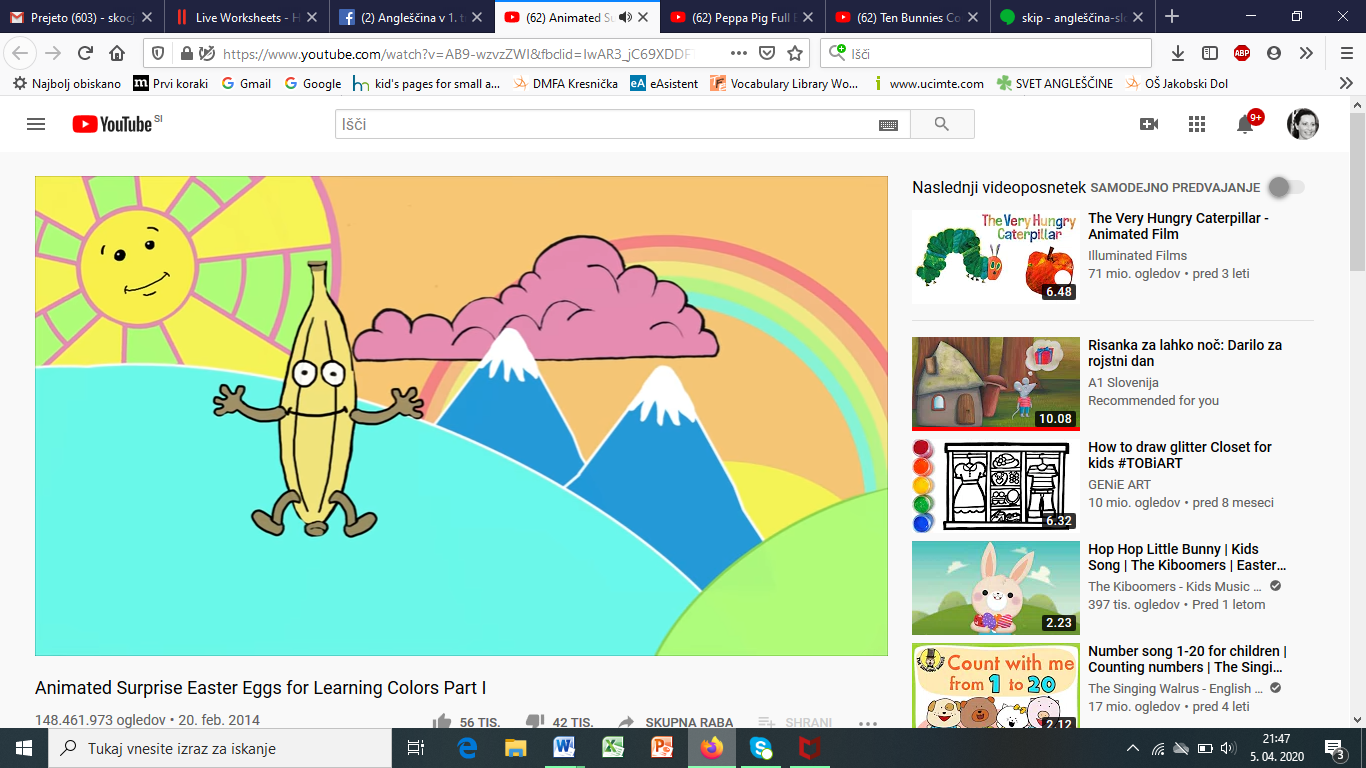 Prejeto (603) - skocj
Live Worksheets - H
(2) Angleščina v 1. t
(62) Animated Su
(62) Peppa Pig Full E
(62) Ten Bunnies Co
skip - angleščina-slo
https://www.youtube.com/watch?v=AB9-wzvzZWI&fbclid=IwAR3_jC69XDDF
Išči
Najbolj obiskano
Prvi koraki
Gmail
Google
kid's pages for small a...
DMFA Kresnička
eAsistent
Vocabulary Library Wo...
www.ucimte.com
SVET ANGLEŠČINE
OŠ Jakobski Dol
YouTube SI
Išči
9+
Naslednji videoposnetek SAMODEJNO PREDVAJANJE
The Very Hungry
Caterpillar
6.48
The Very Hungry Caterpillar -
Animated Film
Illuminated Films
71 mio. ogledov • pred 3 leti
10.08
Risanka za lahko noč: Darilo za
rojstni dan
A1 Slovenija
Recommended for you
6.32
How to draw glitter Closet for
kids #TOBiART
GENiE ART
10 mio. ogledov • pred 8 meseci
2.23
Hop Hop Little Bunny | Kids
Song | The Kiboomers | Easter...
The Kiboomers - Kids Music ...
397 tis. ogledov • Pred 1 letom
Count with me
from 1 to 20
2.12
Number song 1-20 for children |
Counting numbers | The Singi...
The Singing Walrus - English ...
17 mio. ogledov • pred 4 leti
Animated Surprise Easter Eggs for Learning Colors Part I
148.461.973 ogledov • 20. feb. 2014
56 TIS.
42 TIS.
SKUPNA RABA
SHRANI
Tukaj vnesite izraz za iskanje
21:47
5. 04. 2020
3